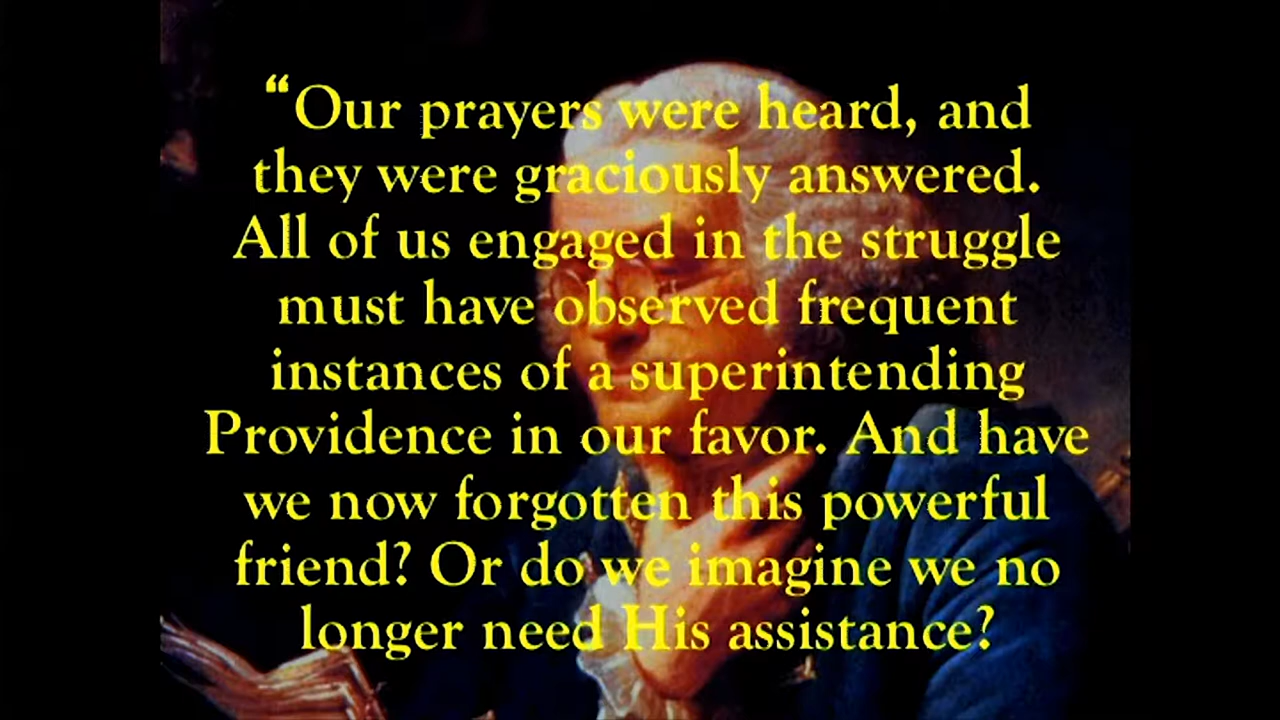 “Our prayers were heard, and
they were graciously answered.
All of us engaged in the struggle
must have observed frequent
instances of a superintending
Providence in our favor. And have
we now forgotten this powerful
friend? Or do we imagine we no
longer need His assistance?